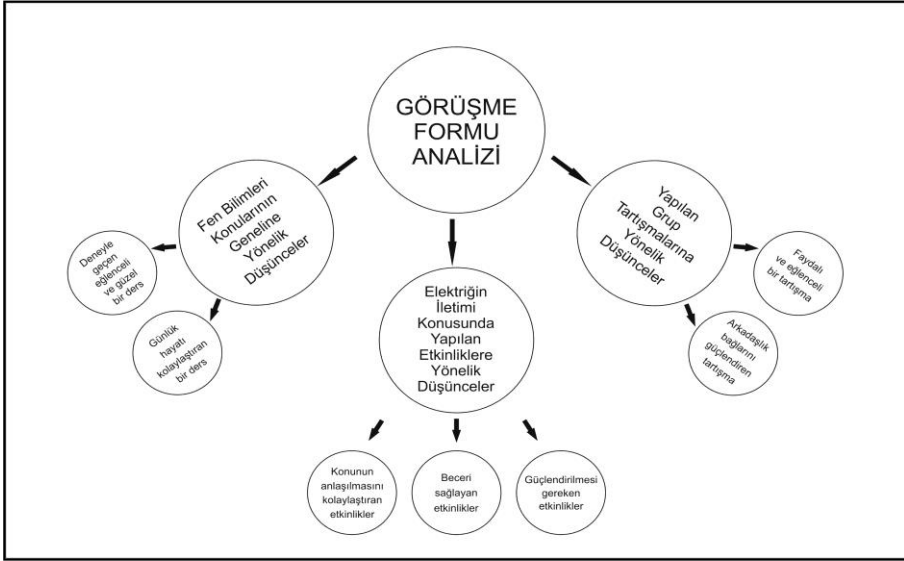 GÖRÜŞME
FORMU
ANALİZİ
Fen Bilimleri
Konularının
Geneline
Yönelik
Düşünceler
Deneyle
geçen
eğlenceli
ve güzel
bir ders
Günlük
hayatı
kolaylaştıran
bir ders
Elektriğin
İletimi
Konusunda
Yapılan
Etkinliklere
Yönelik
Düşünceler
Konunun
anlaşılmasını
kolaylaştıran
etkinlikler
Beceri
sağlayan
etkinlikler
Güçlendirilmesi
gereken
etkinlikler
Yapılan
Grup
Tartışmalarına
Yönelik
Düşünceler
Faydalı
ve eğlenceli
bir tartışma
Arkadaşlık
bağlarını
güçlendiren
tartışma